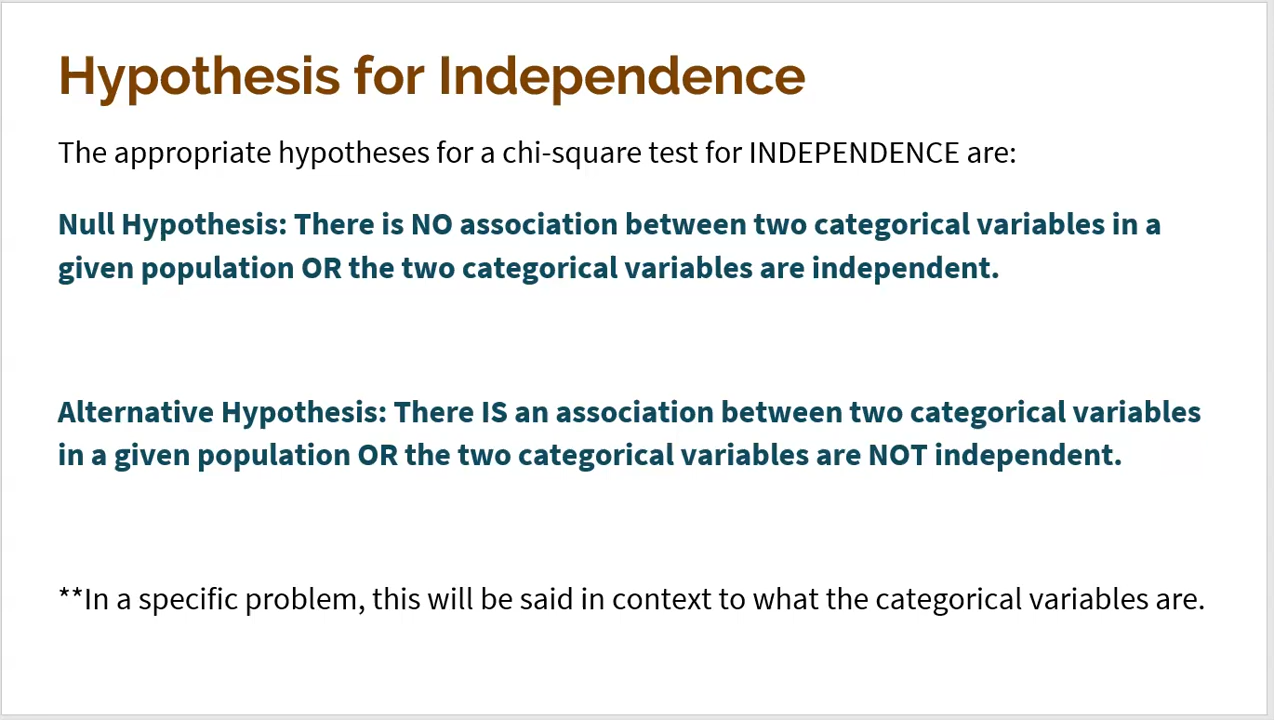 Hypothesis for Independence
The appropriate hypotheses for a chi-square test for INDEPENDENCE are:
Null Hypothesis: There is NO association between two categorical variables in a
given population OR the two categorical variables are independent.
Alternative Hypothesis: There IS an association between two categorical variables
in a given population OR the two categorical variables are NOT independent.
**In a specific problem, this will be said in context to what the categorical variables are.